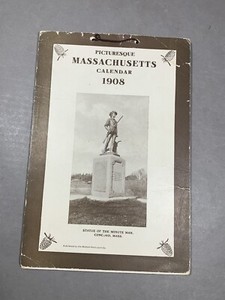 PICTURESQUE
MASSACHUSETTS
CALENDAR
1908
STATUE OF THE MINUTE MAN,
CONCORD, MASS.